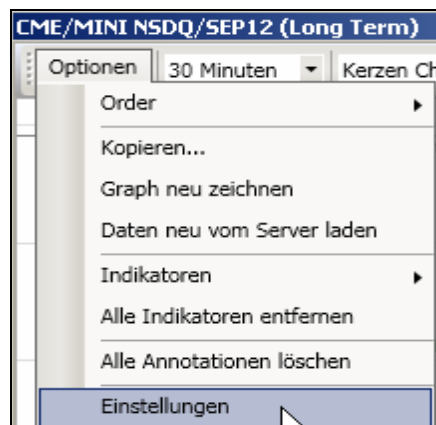 CME/MINI NSDQ/SEP12 (Long Term)
Optionen 30 Minuten Kerzen Ch
Order
Kopieren...
Graph neu zeichnen
Daten neu vom Server laden
Indikatoren
Alle Indikatoren entfernen
Alle Annotationen löschen
Einstellungen